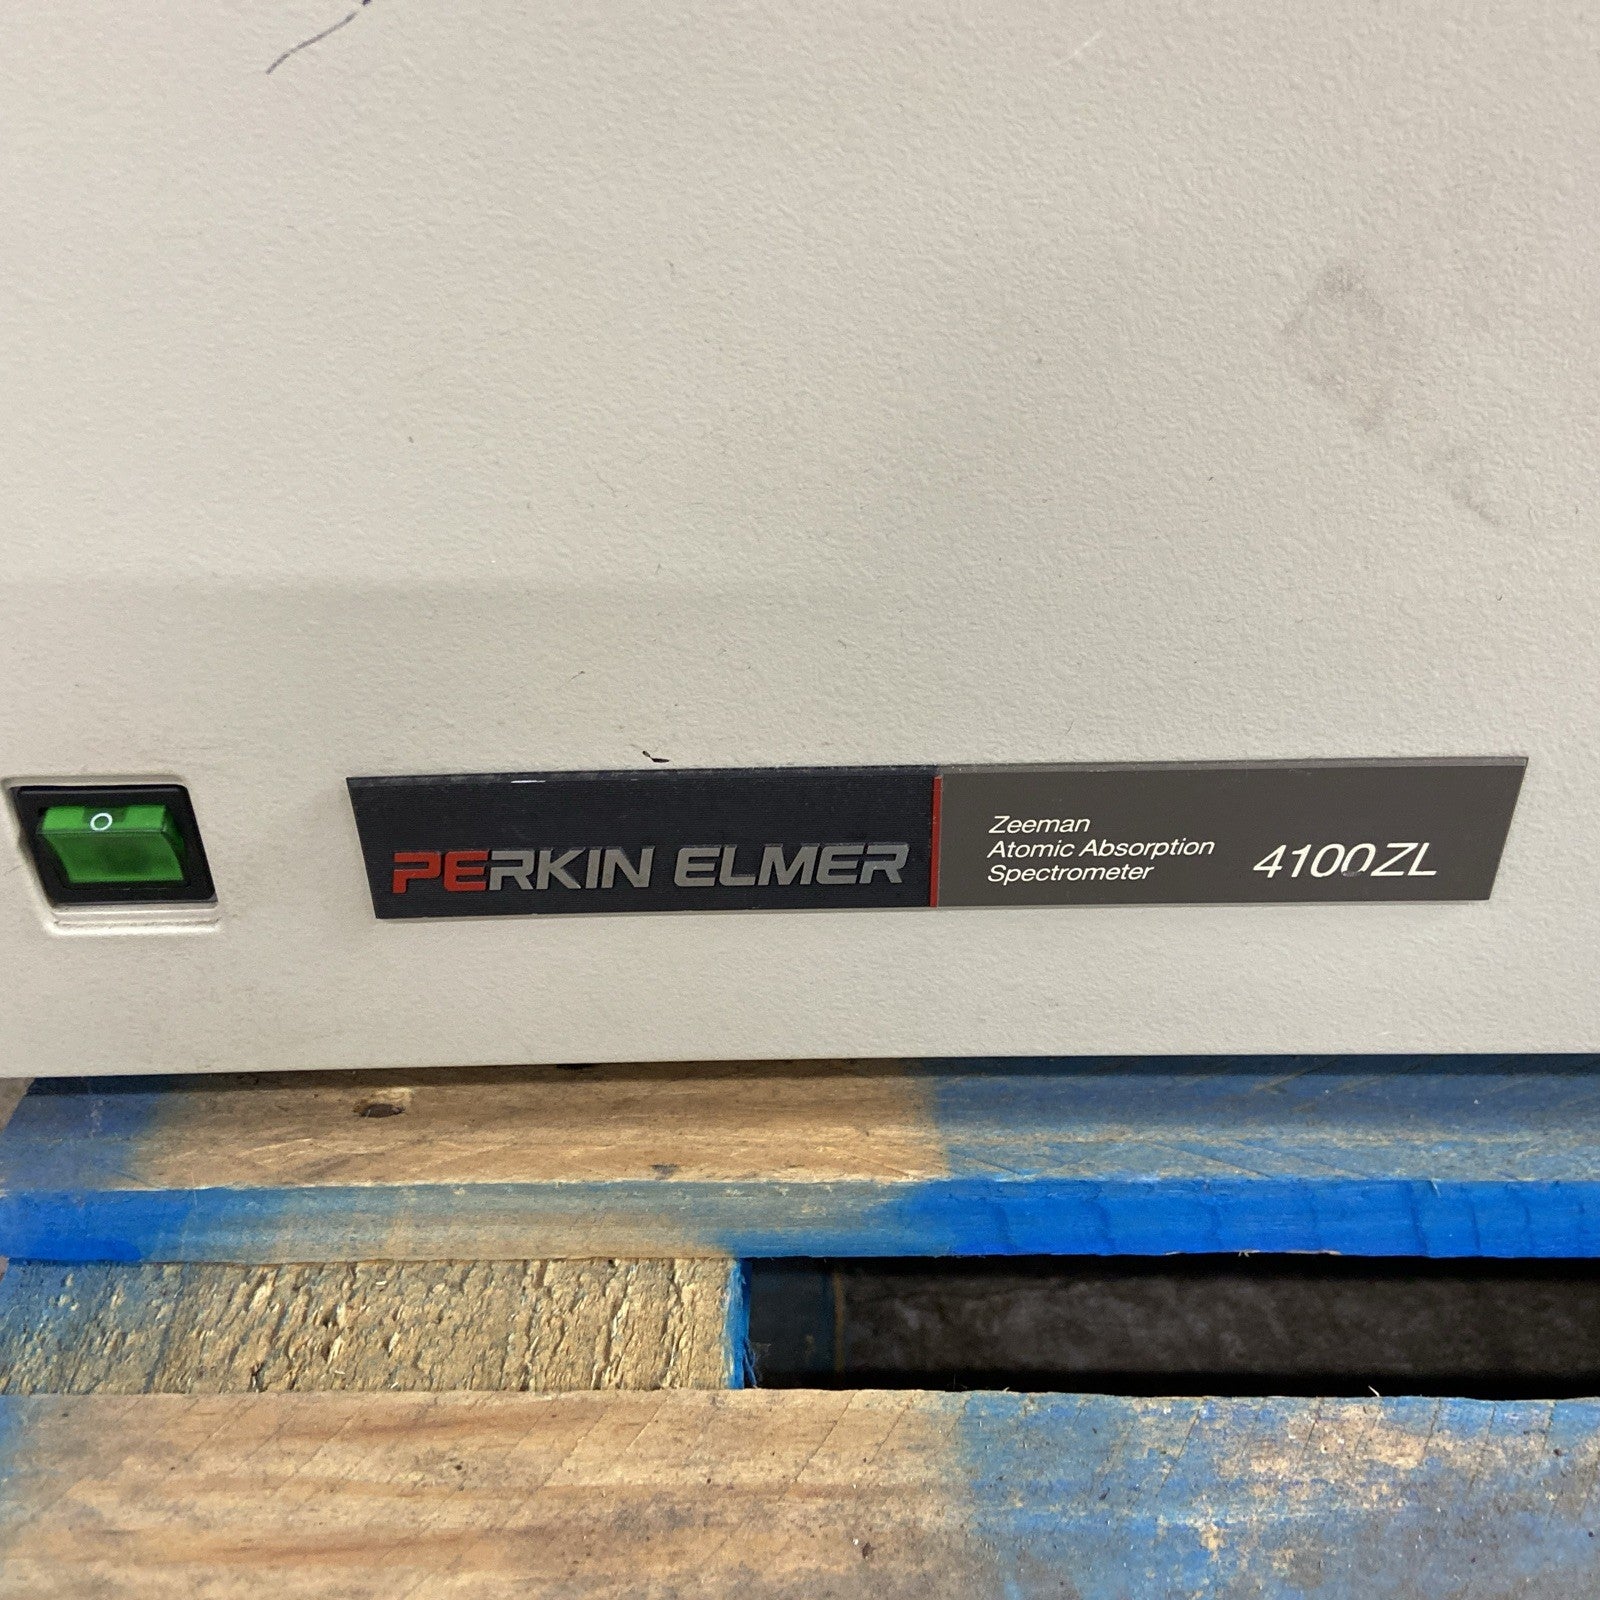 PERKIN ELMER
Zeeman
Atomic Absorption
Spectrometer
4100ZL